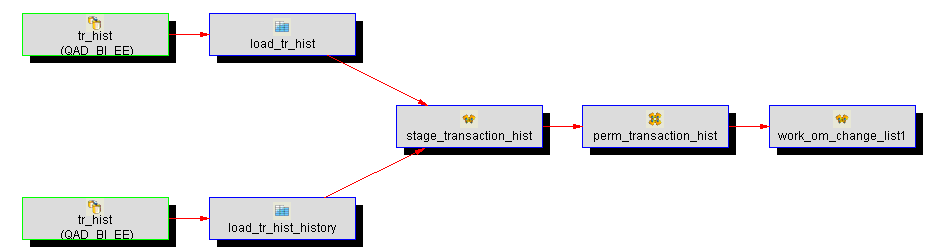 tr_hist
(QAD_BI_EE)
load_tr_hist
stage_transaction_hist
perm_transaction_hist
work_om_change_list1
tr_hist
(QAD_BI_EE)
load_tr_hist_history